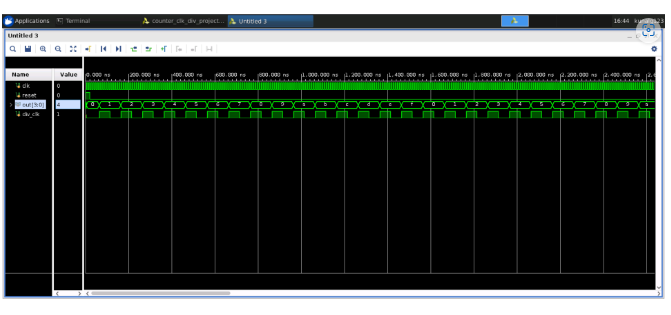 Applications Terminal counter_clk_div_project... Untitled 3 16:44
Untitled 3
Name Value 0.000 ns 200.000 ns 400.000 ns 600.000 ns 800.000 ns 1,000.000 ns 1,200.000 ns 1,400.000 ns 1,600.000 ns 1,800.000 ns 2,000.000 ns 2,200.000 ns 2,400.000 ns
clk 0
reset 0
out[3:0] 4 0 1 2 3 4 5 6 7 8 9 a b c d e f 0 1 2 3 4 5 6 7 8 9 a
div_clk 1